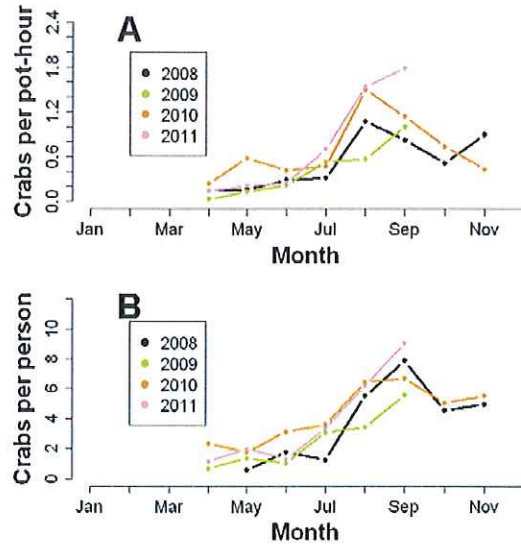 A
Crabs per pot-hour
2.4
1.8
1.2
0.6
0.0
2008
2009
2010
2011
Jan Mar May Jul Sep Nov
Month
B
Crabs per person
10
8
6
4
2
0
2008
2009
2010
2011
Jan Mar May Jul Sep Nov
Month